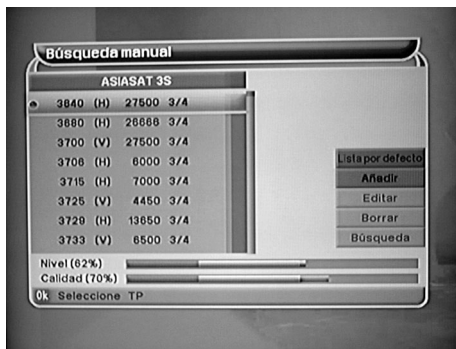 Búsqueda manual
ASIASAT 3S
3640 (H) 27500 3/4
3680 (H) 26666 3/4
3700 (V) 27500 3/4
3706 (H) 6000 3/4
3715 (H) 7000 3/4
3725 (V) 4450 3/4
3729 (H) 13650 3/4
3733 (V) 6500 3/4
Lista por defecto
Añadir
Editar
Borrar
Búsqueda
Nivel (62%)
Calidad (70%)
Ok Seleccione TP